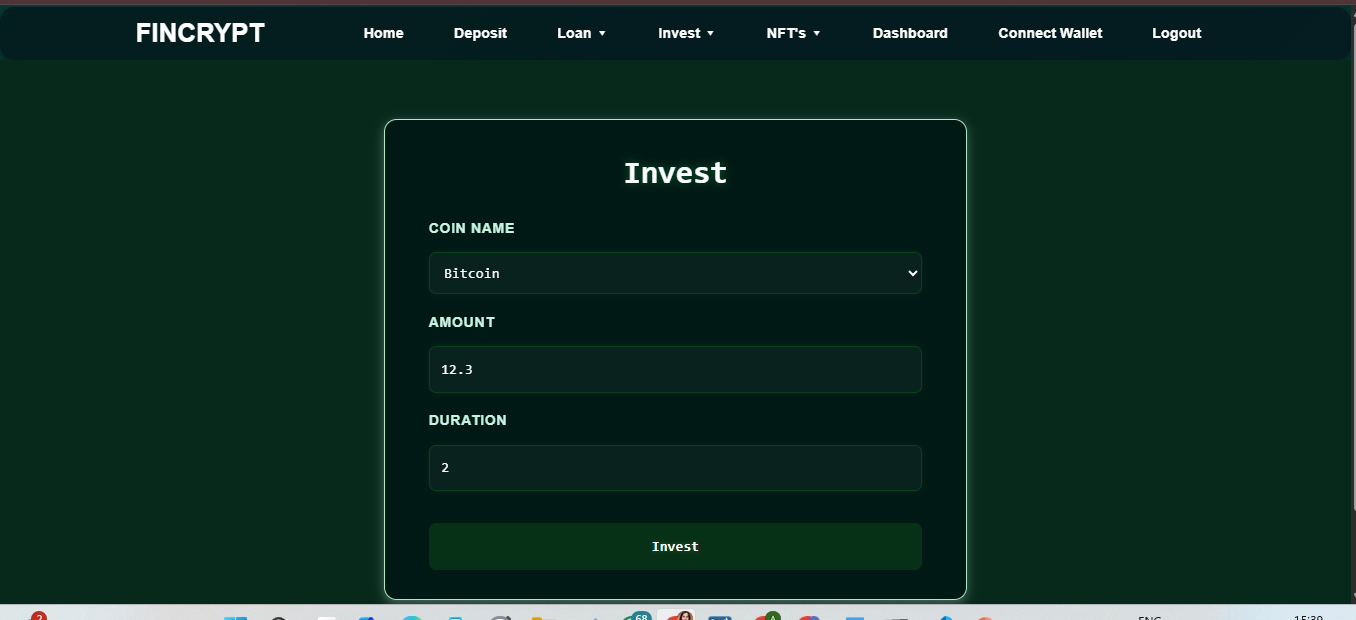 FINCRYPT Home Deposit Loan ▼ Invest ▼ NFT's ▼ Dashboard Connect Wallet Logout
Invest
COIN NAME
Bitcoin
AMOUNT
12.3
DURATION
2
Invest
2 68 A ENG 15:39